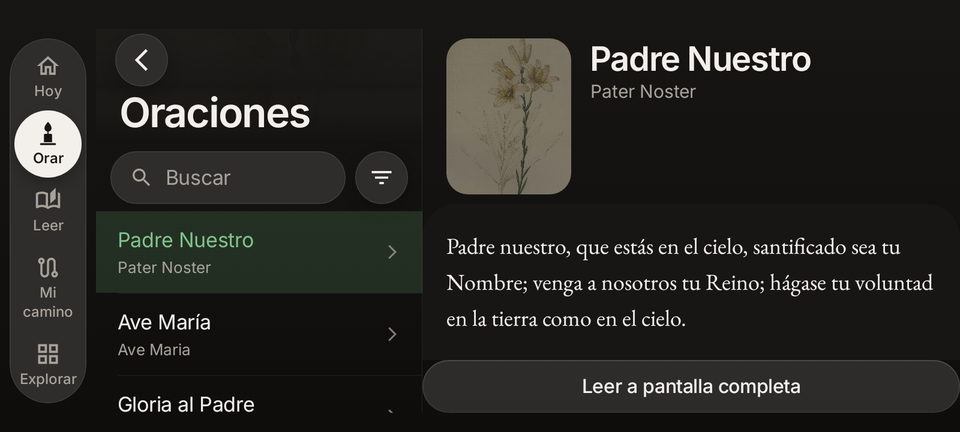 Hoy
Orar
Leer
Mi
camino
Explorar
Oraciones
Buscar
Padre Nuestro
Pater Noster
Ave María
Ave Maria
Gloria al Padre
Padre Nuestro
Pater Noster
Padre nuestro, que estás en el cielo, santificado sea tu
Nombre; venga a nosotros tu Reino; hágase tu voluntad
en la tierra como en el cielo.
Leer a pantalla completa